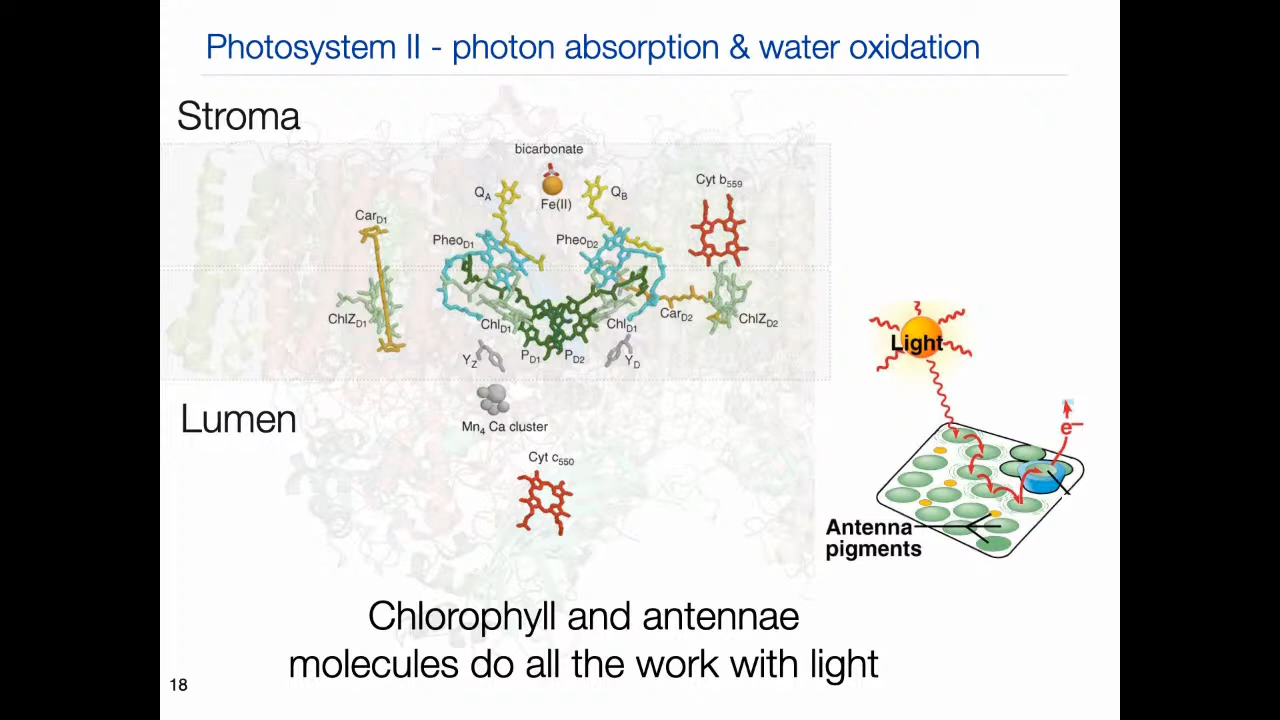 Photosystem II - photon absorption & water oxidation
Stroma
bicarbonate
QA
QB
Fe(II)
Cyt b559
CarD1
PheoD1
PheoD2
ChlZD1
ChlD1
ChlD1
CarD2
ChlZD2
YZ
PD1
PD2
YD
Light
Lumen
Mn4 Ca cluster
e–
Cyt c550
Antenna
pigments
Chlorophyll and antennae
molecules do all the work with light
18